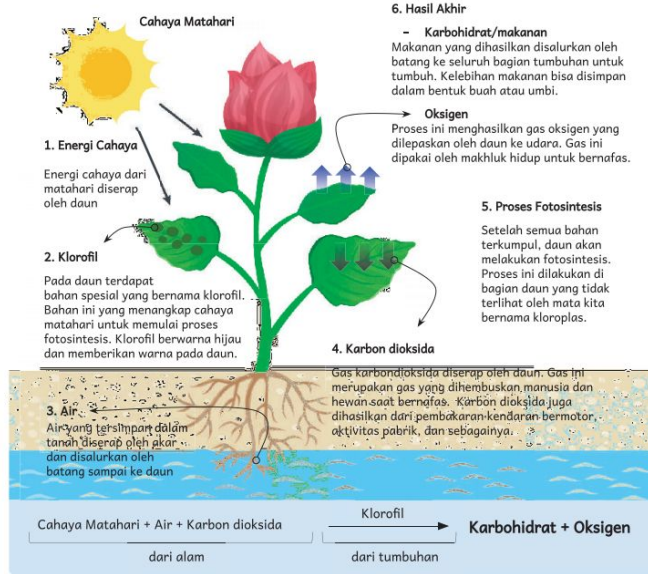 Cahaya Matahari
1. Energi Cahaya
Energi cahaya dari
matahari diserap
oleh daun
2. Klorofil
Pada daun terdapat
bahan spesial yang bernama klorofil.
Bahan ini yang menangkap cahaya
matahari untuk memulai proses
fotosintesis. Klorofil berwarna hijau
dan memberikan warna pada daun.
3. Air
Air yang tersimpan dalam
tanah diserap oleh akar
dan disalurkan oleh
batang sampai ke daun
4. Karbon dioksida
Gas karbondioksida diserap oleh daun. Gas ini
merupakan gas yang dihembuskan manusia dan
hewan saat bernafas. Karbon dioksida juga
dihasilkan dari pembakaran kendaran bermotor,
aktivitas pabrik, dan sebagainya.
5. Proses Fotosintesis
Setelah semua bahan
terkumpul, daun akan
melakukan fotosintesis.
Proses ini dilakukan di
bagian daun yang tidak
terlihat oleh mata kita
bernama kloroplas.
6. Hasil Akhir
- Karbohidrat/makanan
Makanan yang dihasilkan disalurkan oleh
batang ke seluruh bagian tumbuhan untuk
tumbuh. Kelebihan makanan bisa disimpan
dalam bentuk buah atau umbi.
- Oksigen
Proses ini menghasilkan gas oksigen yang
dilepaskan oleh daun ke udara. Gas ini
dipakai oleh makhluk hidup untuk bernafas.
Cahaya Matahari + Air + Karbon dioksida
dari alam
Klorofil
dari tumbuhan
Karbohidrat + Oksigen